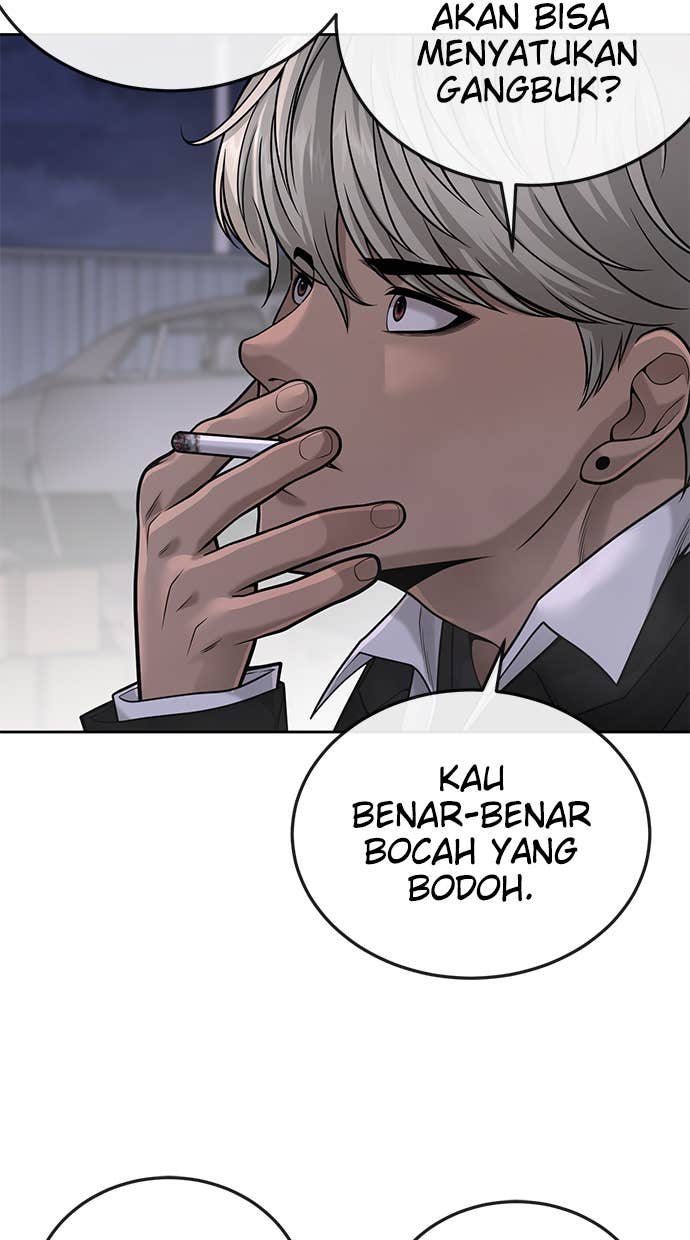 AKAN BISA
MENYATUKAN
GANGBUK?
KAU
BENAR-BENAR
BOCAH YANG
BODOH.